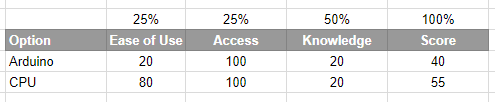 25% 25% 50% 100%
Option Ease of Use Access Knowledge Score
Arduino 20 100 20 40
CPU 80 100 20 55